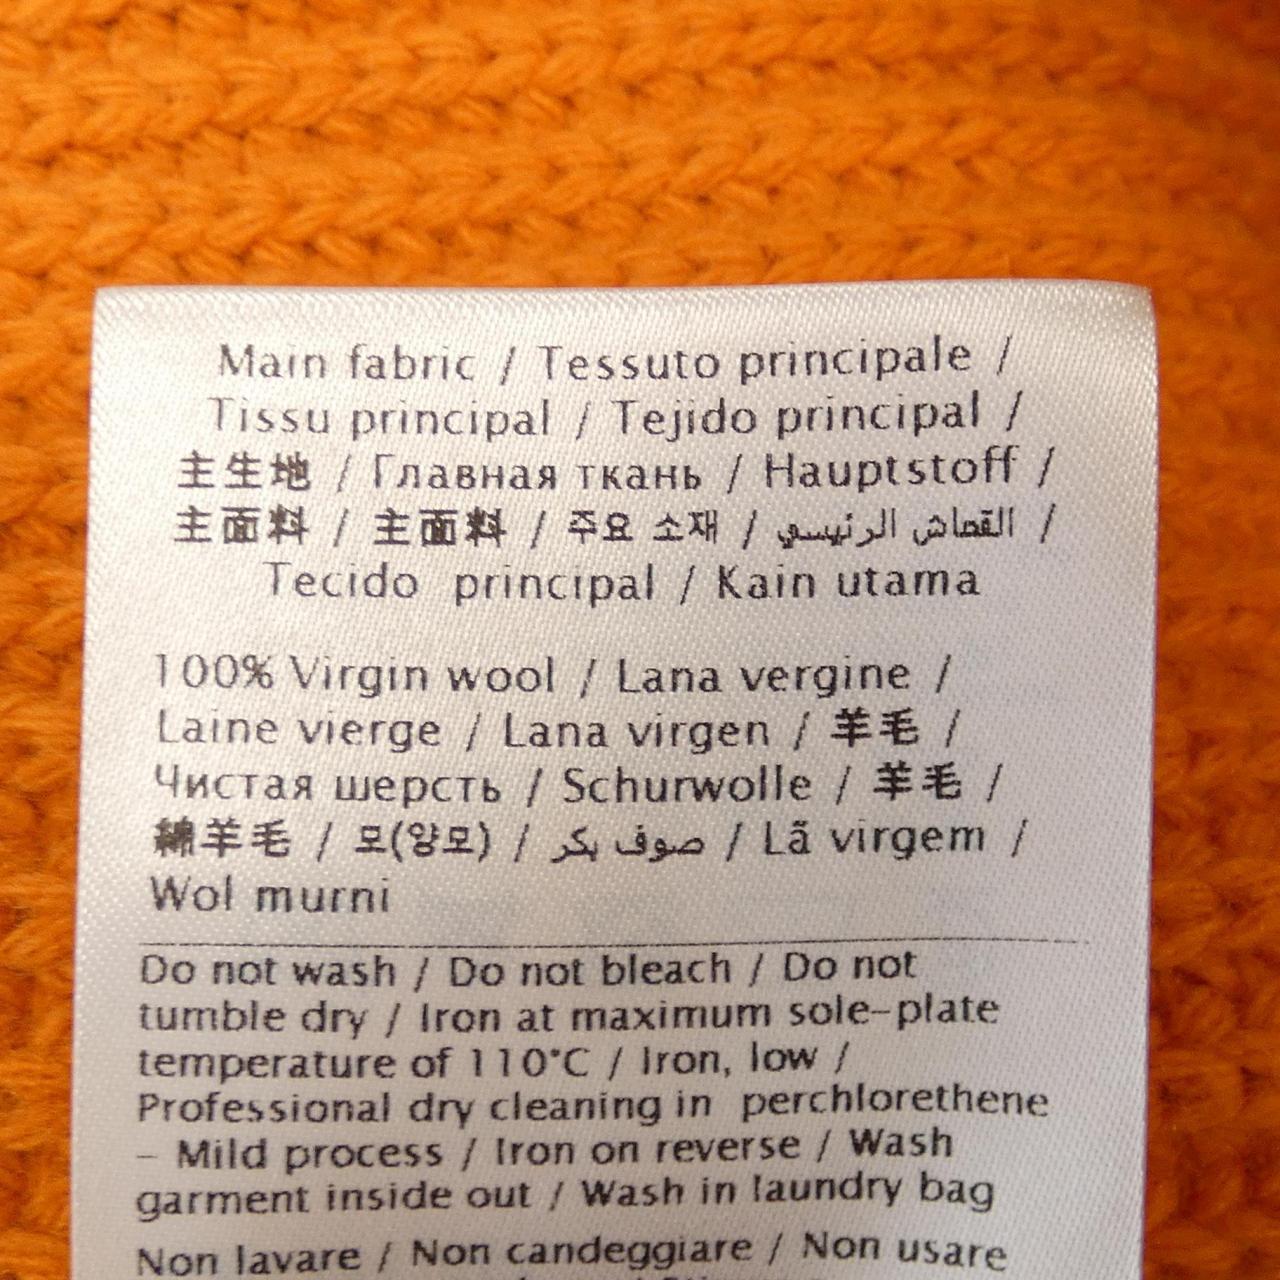 Main fabric / Tessuto principale /
Tissu principal / Tejido principal /
主生地 / Главная ткань / Hauptstoff /
主面料 / 主面料 / 주요 소재 / القماش الرئيسي /
Tecido principal / Kain utama
100% Virgin wool / Lana vergine /
Laine vierge / Lana virgen / 羊毛 /
Чистая шерсть / Schurwolle / 羊毛 /
綿羊毛 / 모(양모) / صوف بكر / Lã virgem /
Wol murni
Do not wash / Do not bleach / Do not
tumble dry / Iron at maximum sole-plate
temperature of 110°C / Iron, low /
Professional dry cleaning in perchlorethene
- Mild process / Iron on reverse / Wash
garment inside out / Wash in laundry bag
Non lavare / Non candeggiare / Non usare